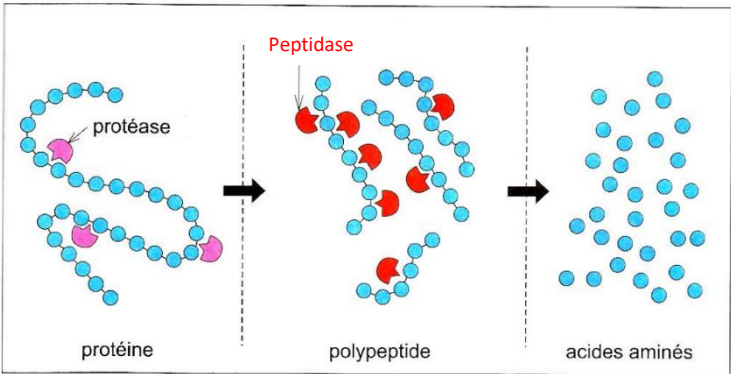 Peptidase
protéase
protéine
polypeptide
acides aminés